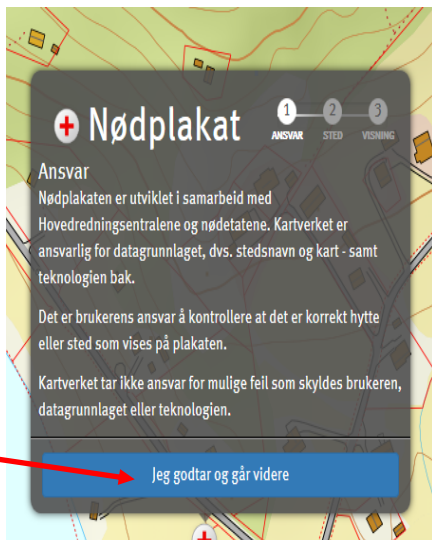 Nødplakat
1 2 3
ANSVAR STED VISNING
Ansvar
Nødplakaten er utviklet i samarbeid med
Hovedredningsentralene og nødetatene. Kartverket er
ansvarlig for datagrunnlaget, dvs. stedsnavn og kart - samt
teknologien bak.
Det er brukerens ansvar å kontrollere at det er korrekt hytte
eller sted som vises på plakaten.
Kartverket tar ikke ansvar for mulige feil som skyldes brukeren,
datagrunnlaget eller teknologien.
Jeg godtar og går videre